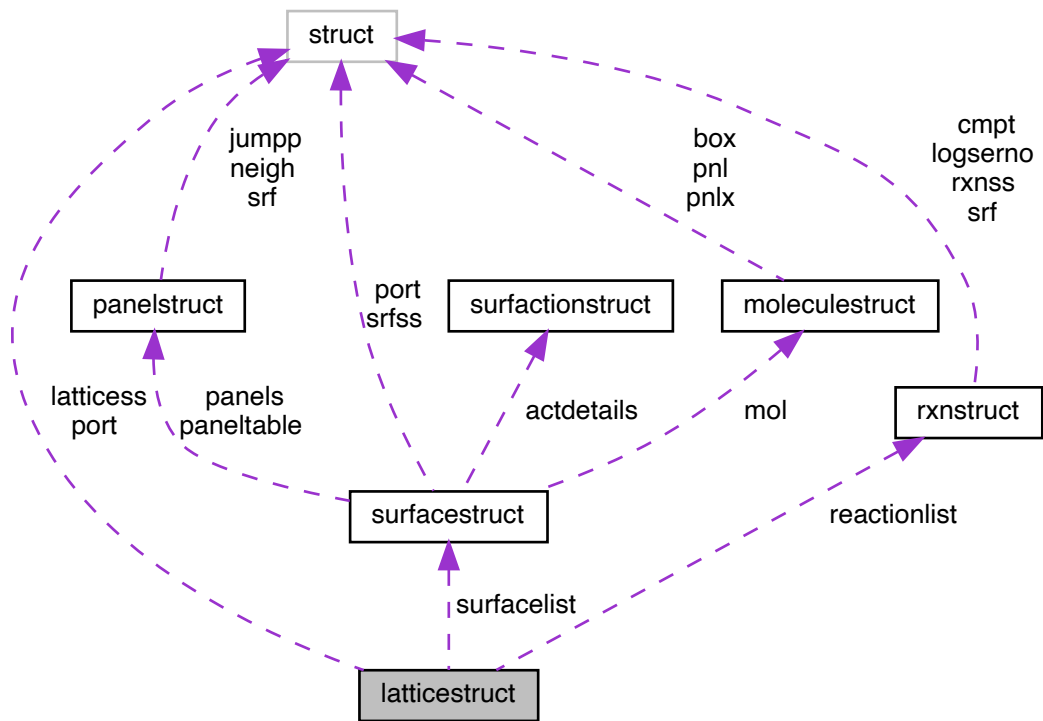 struct
jumpp
neigh
srf
box
pnl
pnlx
cmpt
logserno
rxnss
srf
panelstruct
port
srfss
surfactionstruct
moleculestruct
latticess
port
panels
paneltable
actdetails
mol
rxnstruct
surfacestruct
reactionlist
surfacelist
latticestruct